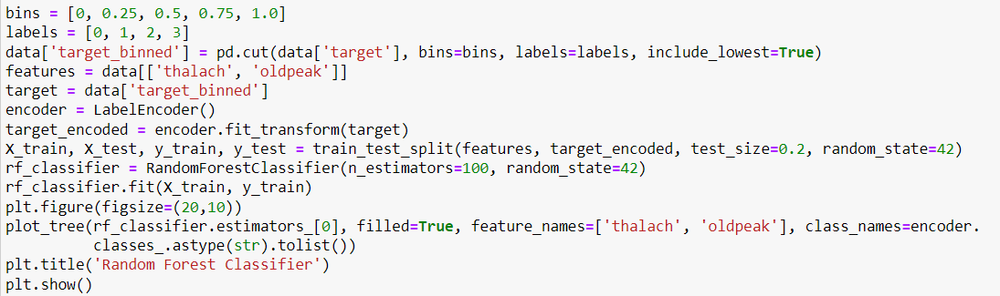 bins = [0, 0.25, 0.5, 0.75, 1.0]
labels = [0, 1, 2, 3]
data['target_binned'] = pd.cut(data['target'], bins=bins, labels=labels, include_lowest=True)
features = data[['thalach', 'oldpeak']]
target = data['target_binned']
encoder = LabelEncoder()
target_encoded = encoder.fit_transform(target)
X_train, X_test, y_train, y_test = train_test_split(features, target_encoded, test_size=0.2, random_state=42)
rf_classifier = RandomForestClassifier(n_estimators=100, random_state=42)
rf_classifier.fit(X_train, y_train)
plt.figure(figsize=(20,10))
plot_tree(rf_classifier.estimators_[0], filled=True, feature_names=['thalach', 'oldpeak'], class_names=encoder.
          classes_.astype(str).tolist())
plt.title('Random Forest Classifier')
plt.show()